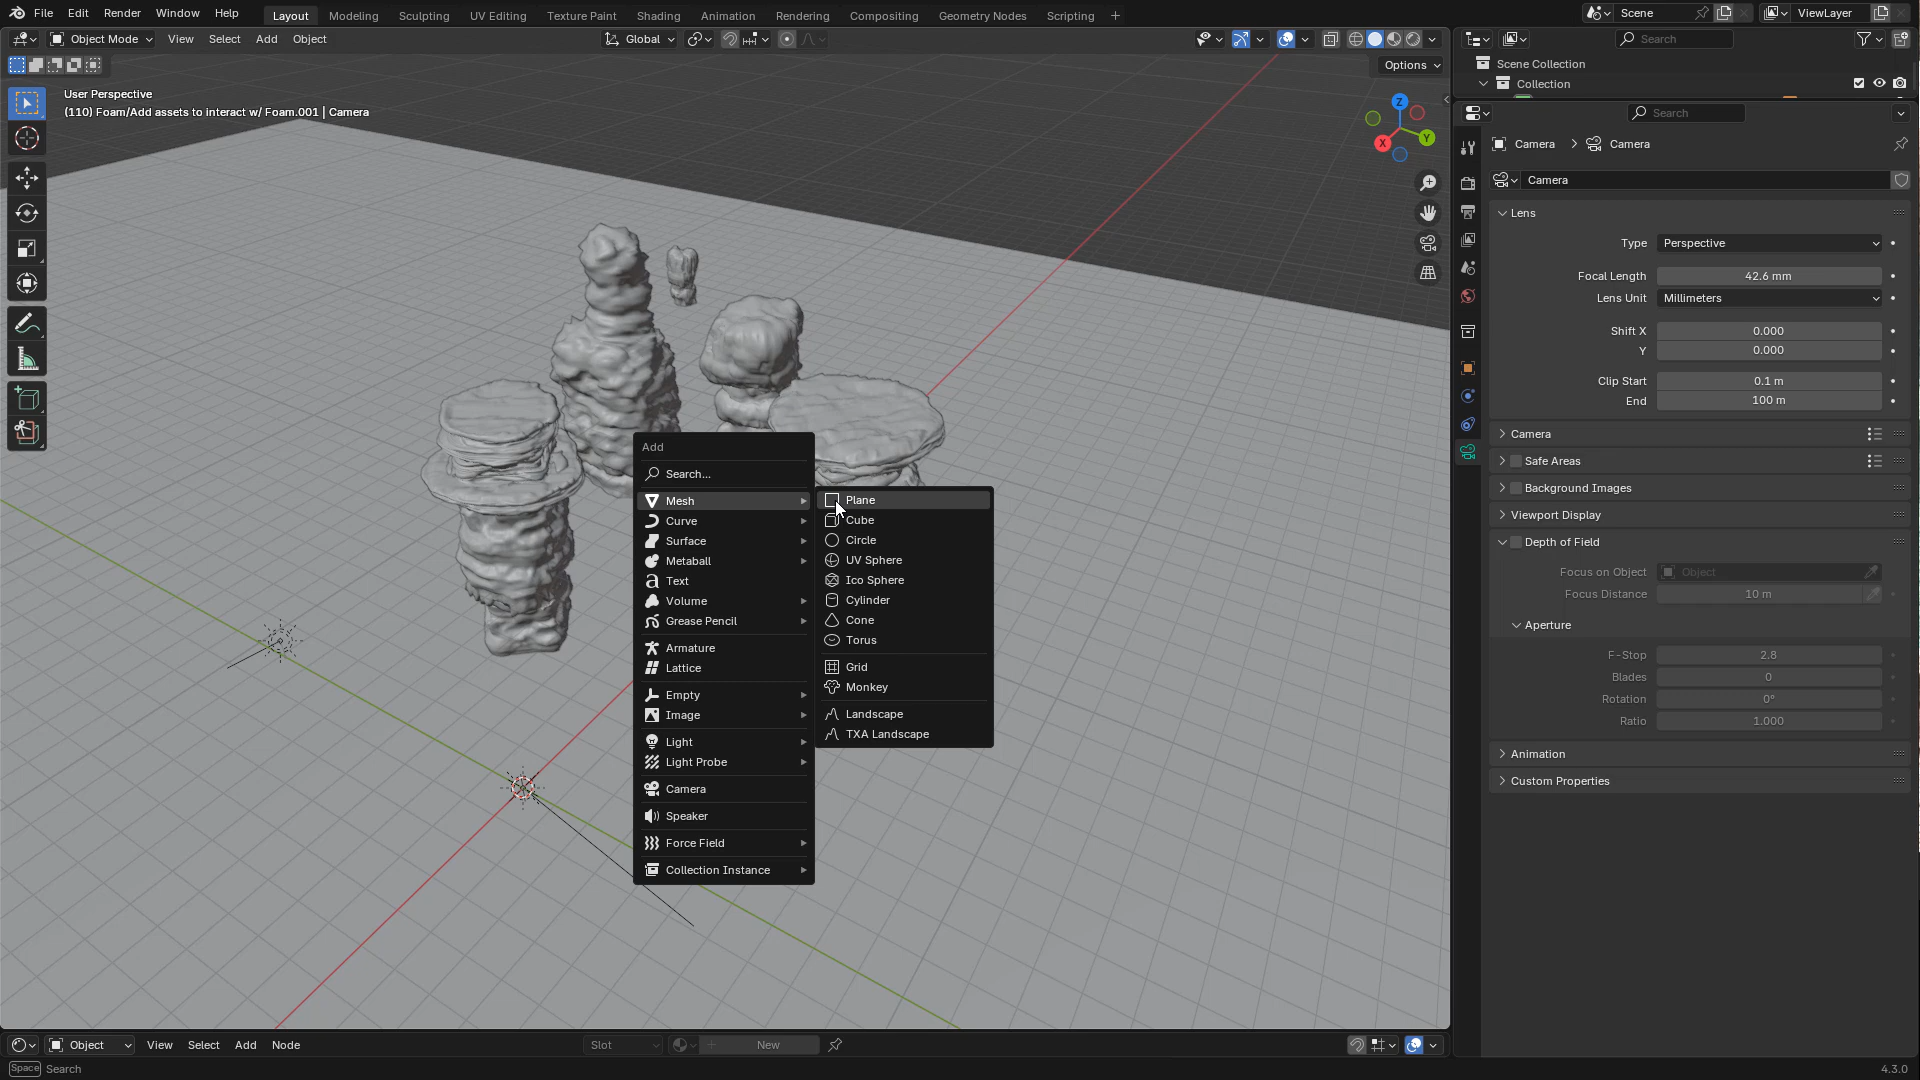 File Edit Render Window Help Layout Modeling Sculpting UV Editing Texture Paint Shading Animation Rendering Compositing Geometry Nodes Scripting + Scene ViewLayer
Object Mode View Select Add Object Global Search
Options
User Perspective
(110) Foam/Add assets to interact w/ Foam.001 | Camera
Z
Y
X
Add
Search...
Mesh
Curve
Surface
Metaball
Text
Volume
Grease Pencil
Armature
Lattice
Empty
Image
Light
Light Probe
Camera
Speaker
Force Field
Collection Instance
Plane
Cube
Circle
UV Sphere
Ico Sphere
Cylinder
Cone
Torus
Grid
Monkey
Landscape
TXA Landscape
Scene Collection
Collection
Search
Camera > Camera
Camera
Lens
Type Perspective
Focal Length 42.6 mm
Lens Unit Millimeters
Shift X 0.000
Y 0.000
Clip Start 0.1 m
End 100 m
Camera
Safe Areas
Background Images
Viewport Display
Depth of Field
Focus on Object Object
Focus Distance 10 m
Aperture
F-Stop 2.8
Blades 0
Rotation 0°
Ratio 1.000
Animation
Custom Properties
Object View Select Add Node Slot New
Space Search 4.3.0